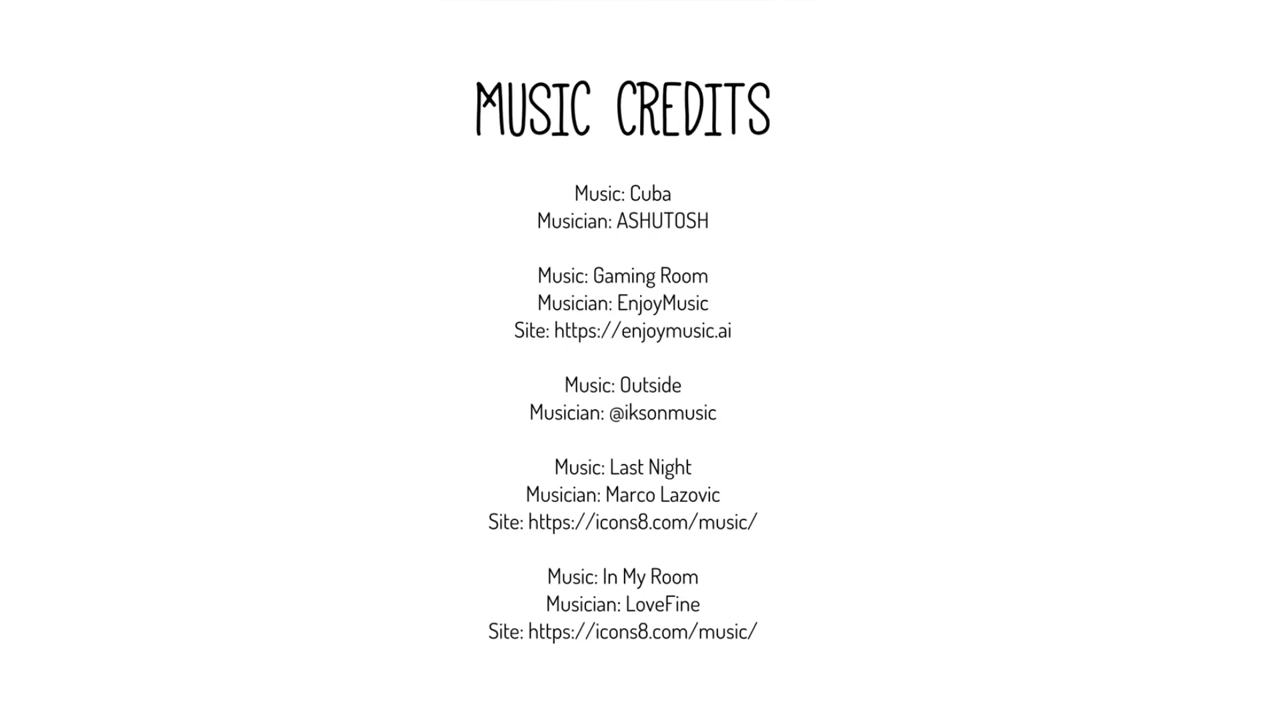 MUSIC CREDITS
Music: Cuba
Musician: ASHUTOSH
Music: Gaming Room
Musician: EnjoyMusic
Site: https://enjoymusic.ai
Music: Outside
Musician: @iksonmusic
Music: Last Night
Musician: Marco Lazovic
Site: https://icons8.com/music/
Music: In My Room
Musician: LoveFine
Site: https://icons8.com/music/